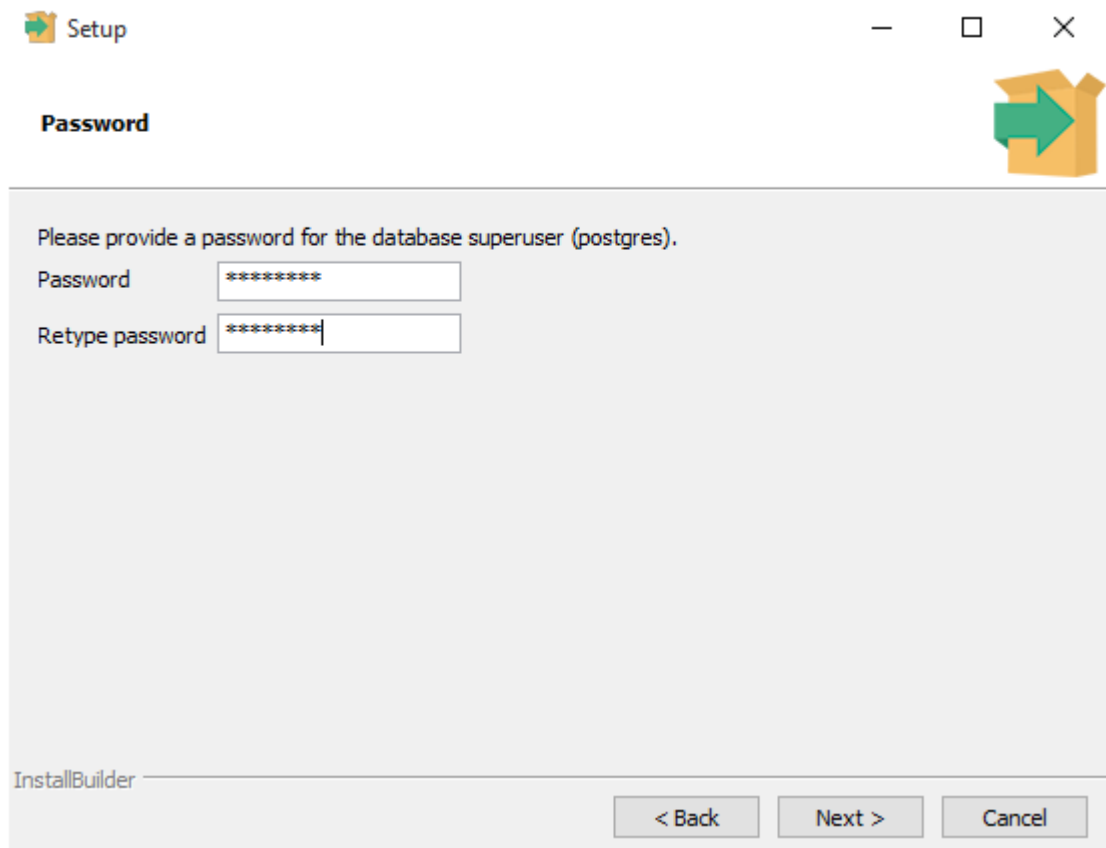 Setup
Password
Please provide a password for the database superuser (postgres).
Password ********
Retype password ********
InstallBuilder
< Back Next > Cancel